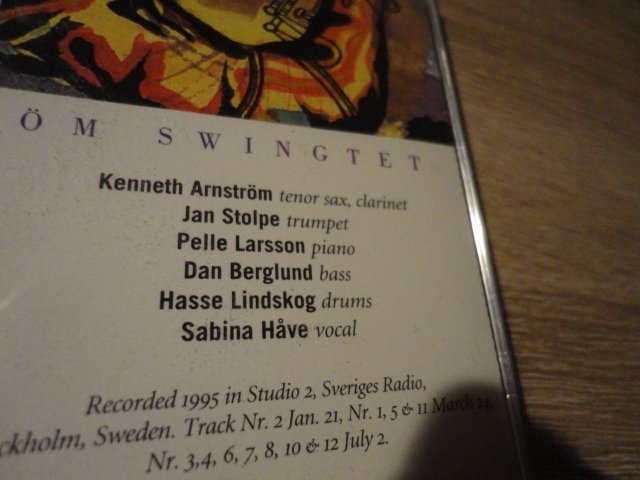 ÖM SWINGTET
Kenneth Arnström tenor sax, clarinet
Jan Stolpe trumpet
Pelle Larsson piano
Dan Berglund bass
Hasse Lindskog drums
Sabina Håve vocal
Recorded 1995 in Studio 2, Sveriges Radio,
ckholm, Sweden. Track Nr. 2 Jan. 21, Nr. 1, 5 & 11 March 24,
Nr. 3,4, 6, 7, 8, 10 & 12 July 2.